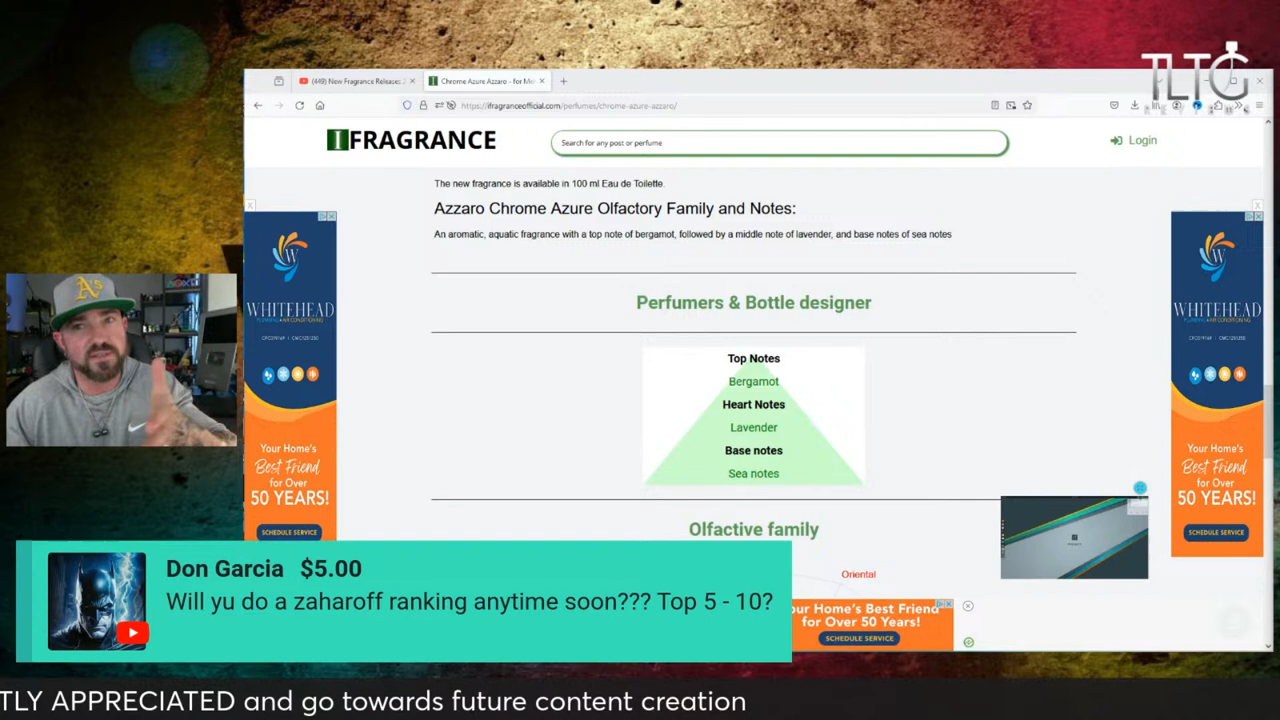 TLTG
(449) New Fragrance Releases 2
Chrome Azure Azzaro - for Me
https://ifragranceofficial.com/perfumes/chrome-azure-azzaro/
IFRAGRANCE
Search for any post or perfume
Login
The new fragrance is available in 100 ml Eau de Toilette.
Azzaro Chrome Azure Olfactory Family and Notes:
An aromatic, aquatic fragrance with a top note of bergamot, followed by a middle note of lavender, and base notes of sea notes
Perfumers & Bottle designer
Top Notes
Bergamot
Heart Notes
Lavender
Base notes
Sea notes
Olfactive family
Oriental
W
WHITEHEAD
Your Home's
Best Friend
for Over
50 YEARS!
SCHEDULE SERVICE
W
WHITEHEAD
Your Home's
Best Friend
for Over
50 YEARS!
SCHEDULE SERVICE
our Home's Best Friend
for Over 50 Years!
SCHEDULE SERVICE
A's
Don Garcia $5.00
Will yu do a zaharoff ranking anytime soon??? Top 5 - 10?
TLY APPRECIATED and go towards future content creation